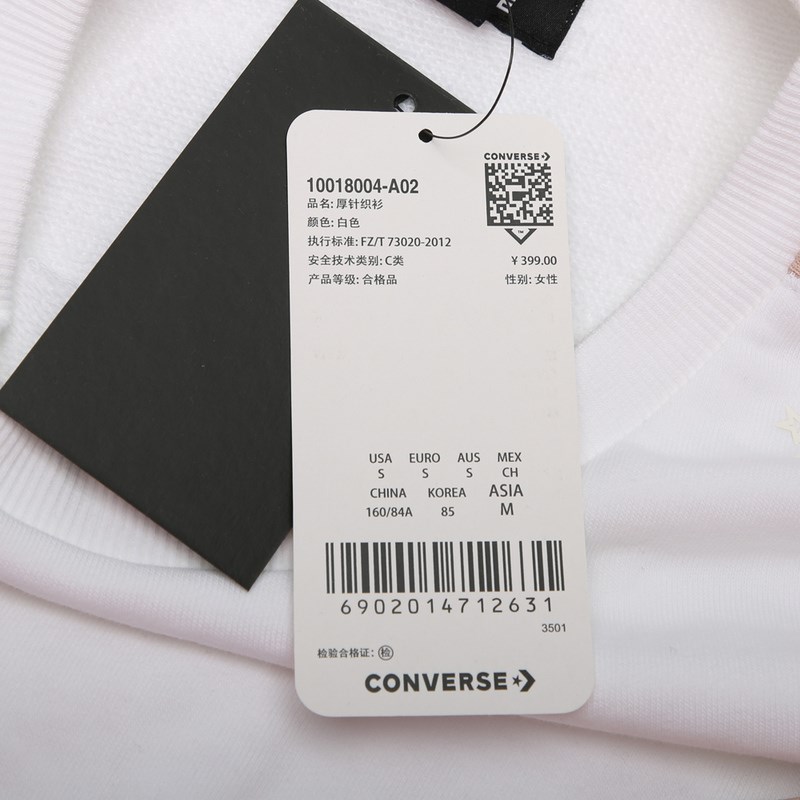 CONVERSE
10018004-A02
品名: 厚针织衫
颜色: 白色
执行标准: FZ/T 73020-2012
安全技术类别: C类
¥ 399.00
产品等级: 合格品
性别: 女性
USA EURO AUS MEX
S S S CH
CHINA KOREA ASIA
160/84A 85 M
6902014712631
3501
检验合格证: 检
CONVERSE